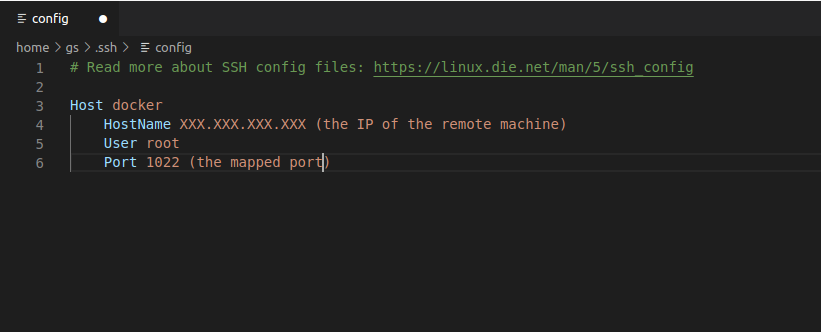 config
home > gs > .ssh > config
1 # Read more about SSH config files: https://linux.die.net/man/5/ssh_config
2
3 Host docker
4 HostName XXX.XXX.XXX.XXX (the IP of the remote machine)
5 User root
6 Port 1022 (the mapped port)